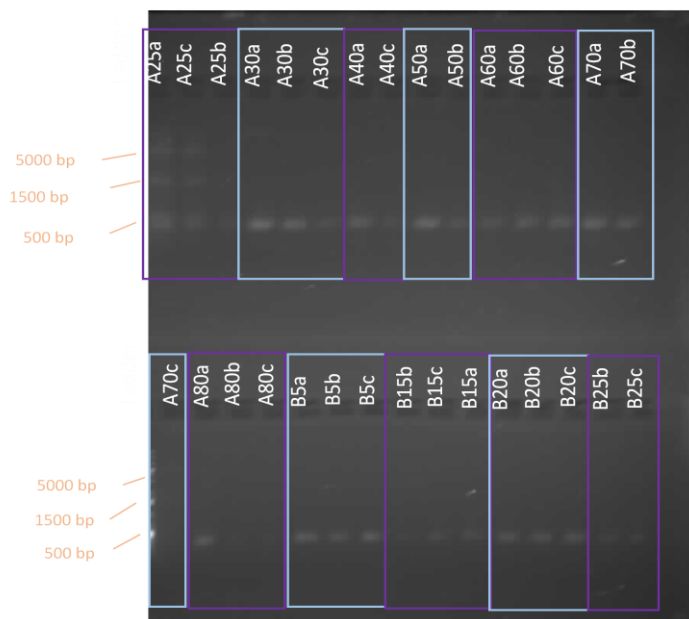 A25a
A25c
A25b
A30a
A30b
A30c
A40a
A40c
A50a
A50b
A60a
A60b
A60c
A70a
A70b
5000 bp
1500 bp
500 bp
A70c
A80a
A80b
A80c
B5a
B5b
B5c
B15b
B15c
B15a
B20a
B20b
B20c
B25b
B25c
5000 bp
1500 bp
500 bp